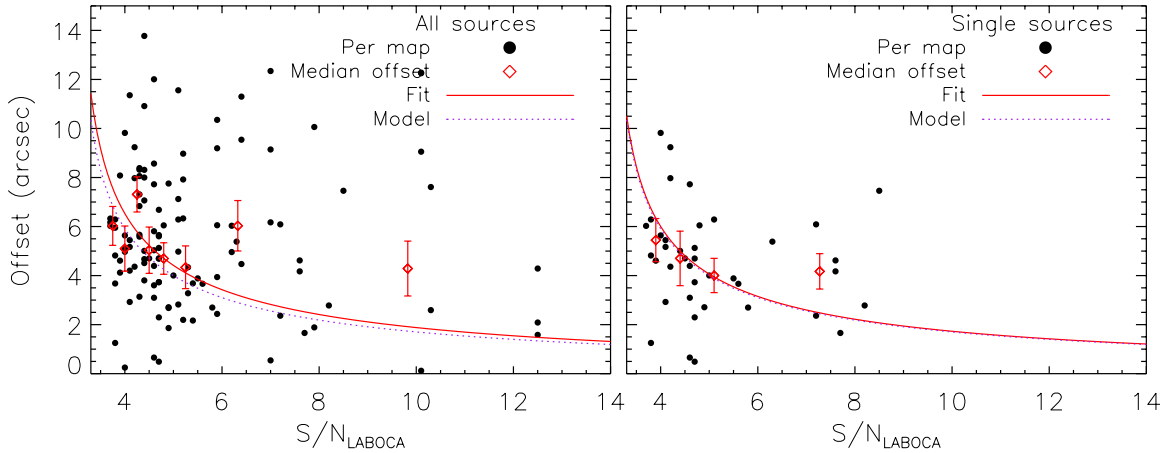 All sources
Per map
Median offset
Fit
Model
Single sources
Per map
Median offset
Fit
Model
Offset (arcsec)
14
12
10
8
6
4
2
0
4 6 8 10 12 14
4 6 8 10 12 14
S/N_LABOCA
S/N_LABOCA